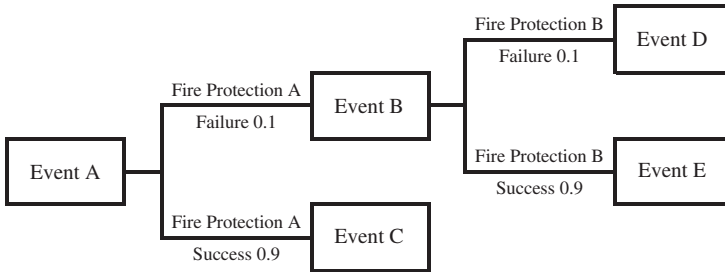 Fire Protection B
Failure 0.1
Event D
Fire Protection A
Failure 0.1
Event B
Event A
Fire Protection B
Success 0.9
Event E
Fire Protection A
Success 0.9
Event C